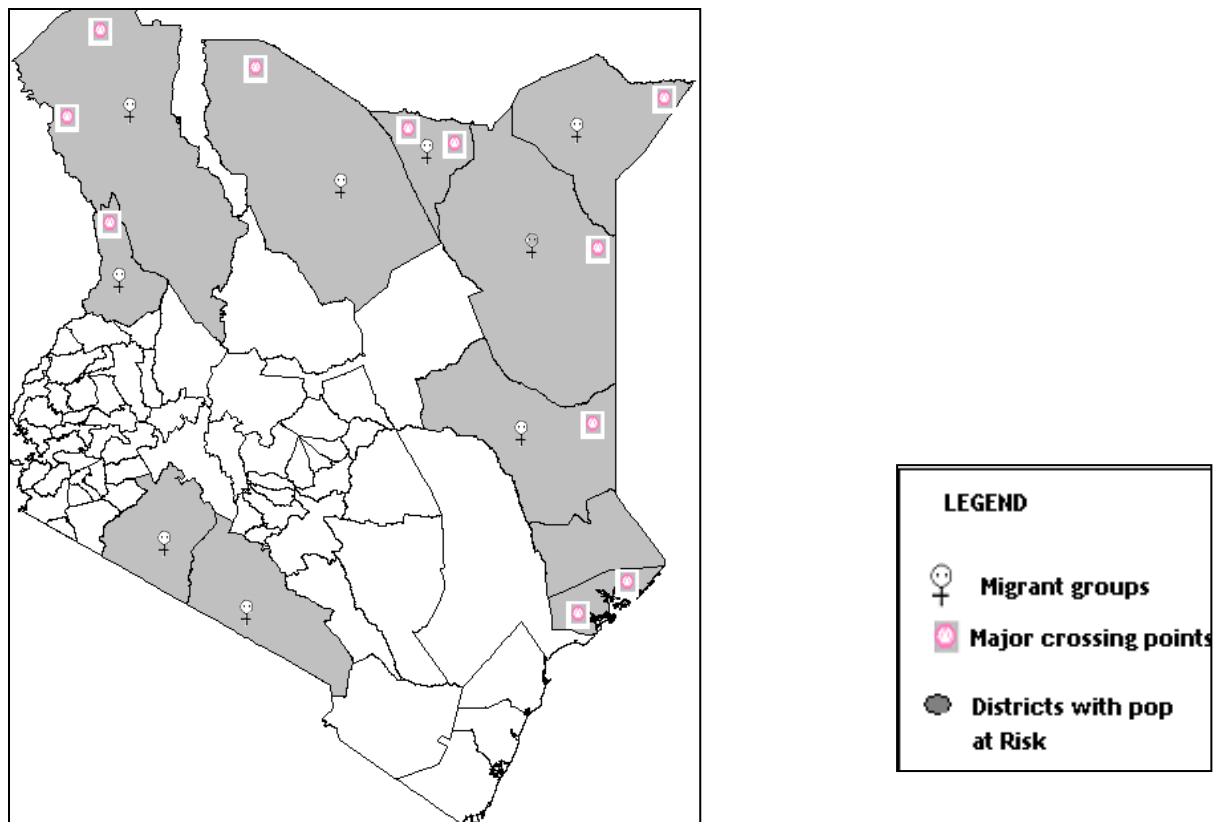 LEGEND
Migrant groups
Major crossing points
Districts with pop
at Risk